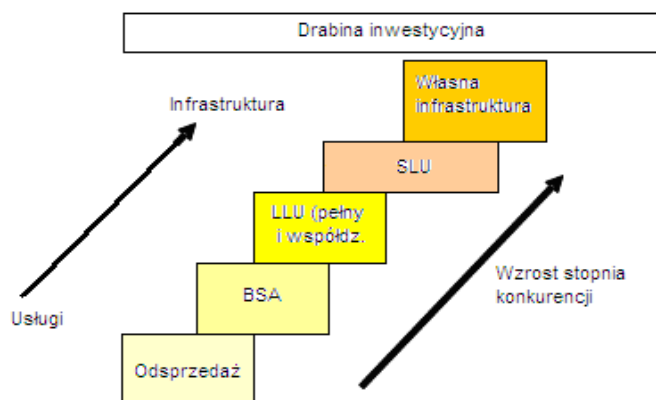 Drabina inwestycyjna
Infrastruktura
Własna
infrastruktura
SLU
LLU (pełny
i współdz.
BSA
Wzrost stopnia
konkurencji
Usługi
Odsprzedaż